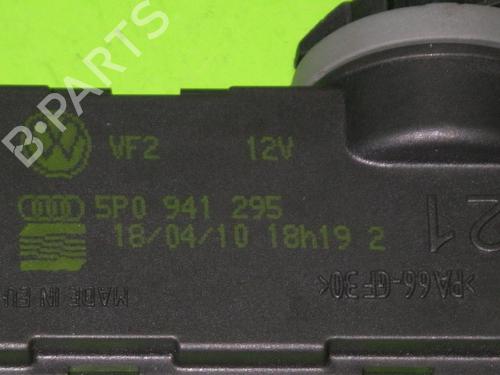 B·PARTS
VF2 12V
5P0 941 295
18/04/10 18h19 2
21
>PA66-GF30<
MADE IN EU